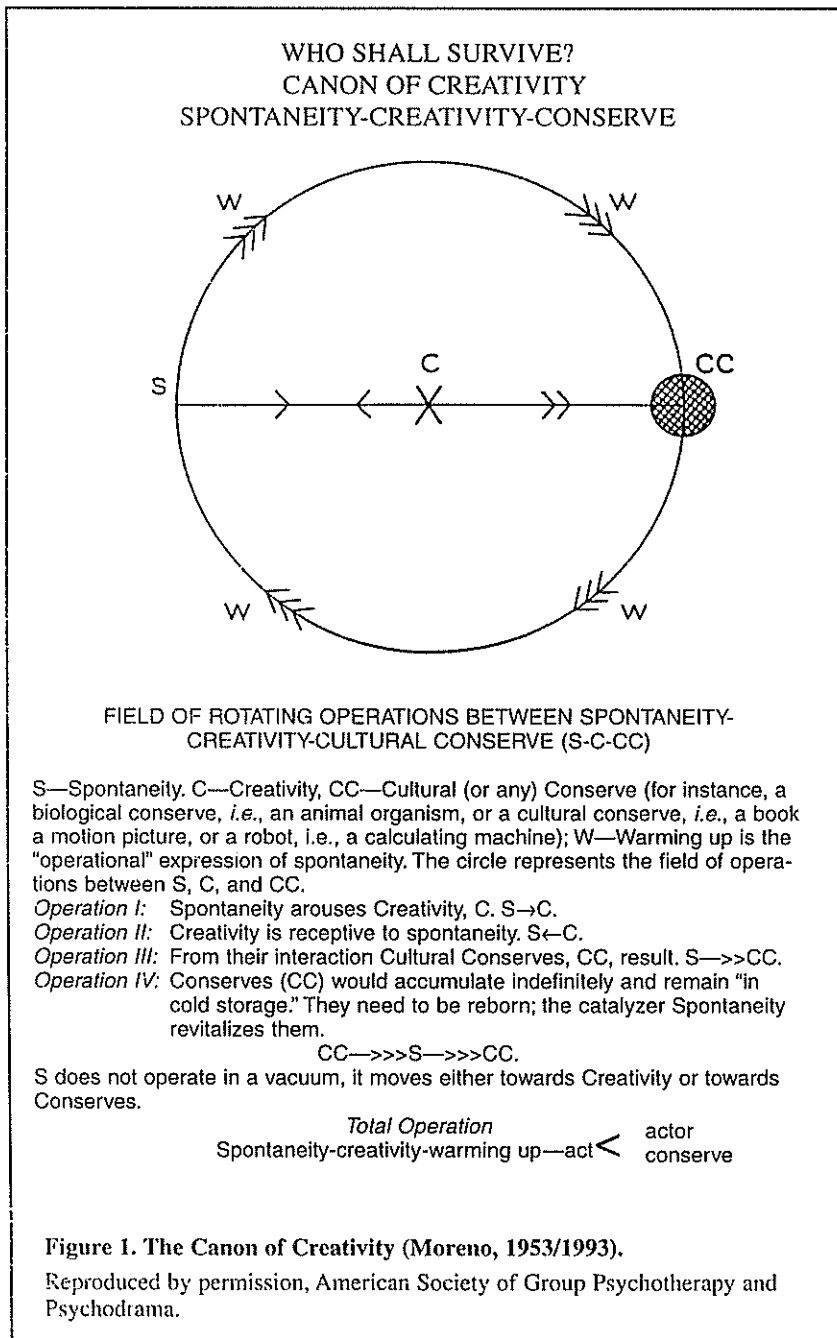 WHO SHALL SURVIVE?
CANON OF CREATIVITY
SPONTANEITY-CREATIVITY-CONSERVE
W
W
S
C
CC
W
W
FIELD OF ROTATING OPERATIONS BETWEEN SPONTANEITY-
CREATIVITY-CULTURAL CONSERVE (S-C-CC)
S—Spontaneity. C—Creativity, CC—Cultural (or any) Conserve (for instance, a
biological conserve, i.e., an animal organism, or a cultural conserve, i.e., a book
a motion picture, or a robot, i.e., a calculating machine); W—Warming up is the
"operational" expression of spontaneity. The circle represents the field of opera-
tions between S, C, and CC.
Operation I: Spontaneity arouses Creativity, C. S→C.
Operation II: Creativity is receptive to spontaneity. S←C.
Operation III: From their interaction Cultural Conserves, CC, result. S—>>CC.
Operation IV: Conserves (CC) would accumulate indefinitely and remain "in
cold storage." They need to be reborn; the catalyzer Spontaneity
revitalizes them.
CC—>>>S—>>>CC.
S does not operate in a vacuum, it moves either towards Creativity or towards
Conserves.
Total Operation
Spontaneity-creativity-warming up—act< actor
conserve
Figure 1. The Canon of Creativity (Moreno, 1953/1993).
Reproduced by permission, American Society of Group Psychotherapy and
Psychodrama.